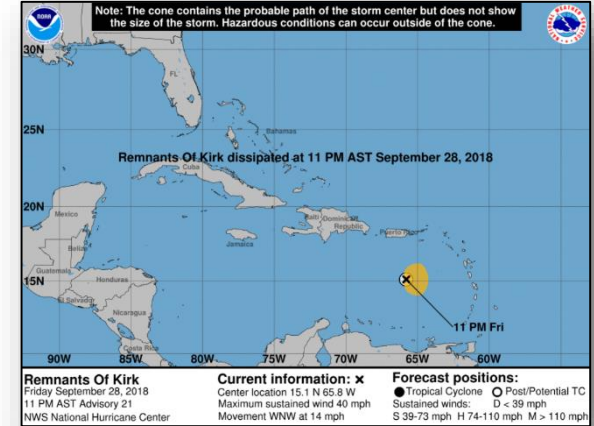 Note: The cone contains the probable path of the storm center but does not show
the size of the storm. Hazardous conditions can occur outside of the cone.
NOAA
NATIONAL WEATHER SERVICE
30N
FL
25N
Bahamas
Remnants Of Kirk dissipated at 11 PM AST September 28, 2018
Cuba
20N
Mexico
Haiti Dominican
Republic
Puerto Rico
Jamaica
Belize
Guatemala
15N
Honduras
El Salvador
Nicaragua
11 PM Fri
Costa Rica
90W 85W 80W 75W 70W 65W 60W
Remnants Of Kirk
Friday September 28, 2018
11 PM AST Advisory 21
NWS National Hurricane Center
Current information: x
Center location 15.1 N 65.8 W
Maximum sustained wind 40 mph
Movement WNW at 14 mph
Forecast positions:
Tropical Cyclone Post/Potential TC
Sustained winds: D < 39 mph
S 39-73 mph H 74-110 mph M > 110 mph